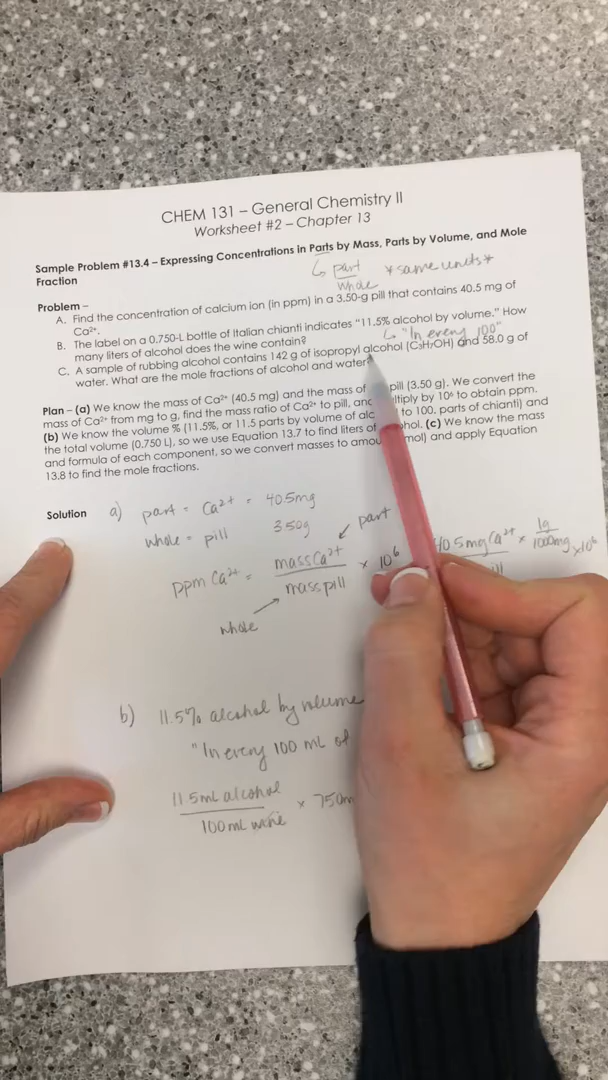 CHEM 131 – General Chemistry II
Worksheet #2 – Chapter 13
Sample Problem #13.4 – Expressing Concentrations in Parts by Mass, Parts by Volume, and Mole
Fraction
↳ part *same units*
whole
Problem –
A. Find the concentration of calcium ion (in ppm) in a 3.50-g pill that contains 40.5 mg of
Ca²⁺.
B. The label on a 0.750-L bottle of Italian chianti indicates “11.5% alcohol by volume.” How
many liters of alcohol does the wine contain?
↳ "In every 100"
C. A sample of rubbing alcohol contains 142 g of isopropyl alcohol (C₃H₇OH) and 58.0 g of
water. What are the mole fractions of alcohol and water?
Plan – (a) We know the mass of Ca²⁺ (40.5 mg) and the mass of pill (3.50 g). We convert the
mass of Ca²⁺ from mg to g, find the mass ratio of Ca²⁺ to pill, and by 10⁶ to obtain ppm.
(b) We know the volume % (11.5%, or 11.5 parts by volume of to 100. parts of chianti) and
the total volume (0.750 L), so we use Equation 13.7 to find liters of (c) We know the mass
and formula of each component, so we convert masses to (mol) and apply Equation
13.8 to find the mole fractions.
Solution a) part = Ca²⁺ = 40.5mg
whole = pill 3.50g
part
ppm Ca²⁺ = mass Ca²⁺ × 10⁶ 40.5 mg Ca²⁺ × 1g ×10⁶
mass pill 1000mg
whole
b) 11.5% alcohol by volume
"In every 100 mL of
11.5mL alcohol × 750m
100mL wine